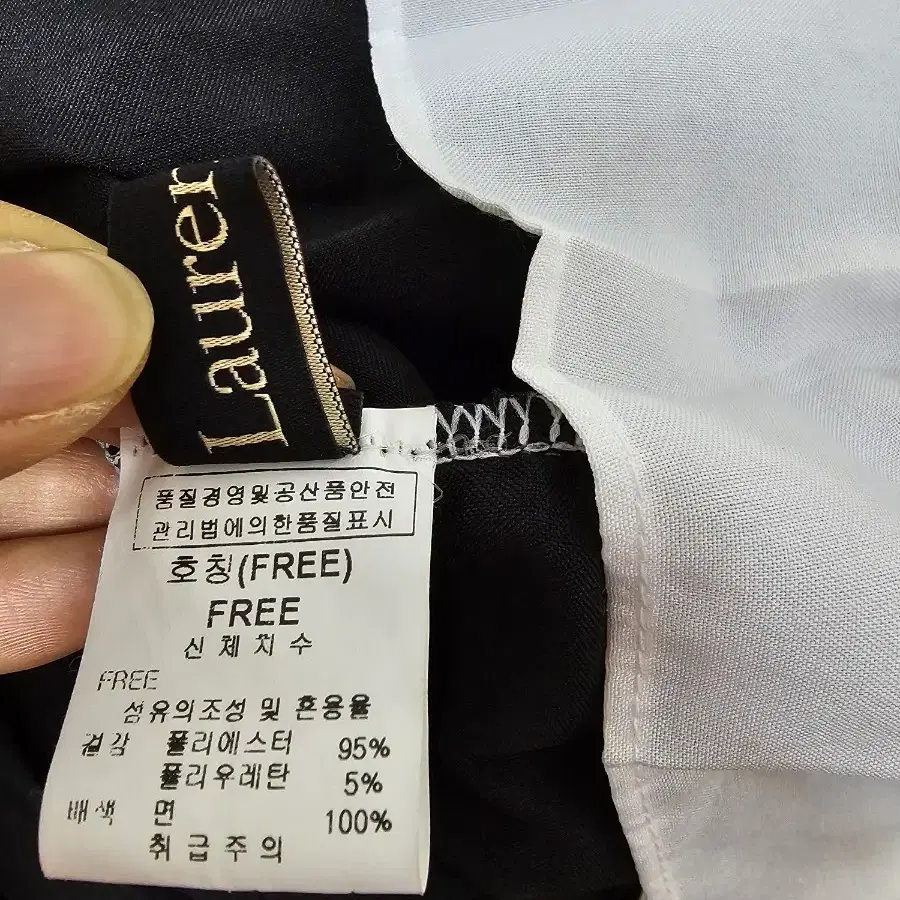 Laurer
품질경영및공산품안전
관리법에의한품질표시
호칭(FREE)
FREE
신체치수
FREE
섬유의조성 및 혼용율
겉감 폴리에스터 95%
폴리우레탄 5%
배색 면 100%
취급주의